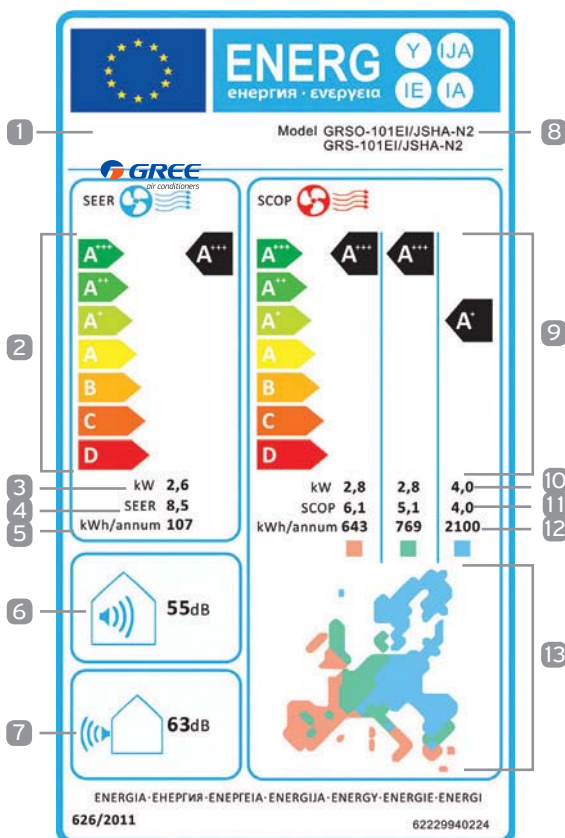 ENERG
енергия · ενεργεια
Y IJA
IE IA
1
Model GRSO-101EI/JSHA-N2
GRS-101EI/JSHA-N2
8
GREE
air conditioners
SEER
SCOP
2
A+++
A++
A+
A
B
C
D
A+++
A+++
A++
A+
A
B
C
D
A+++
A+++
A+
9
3
kW 2,6
4
SEER 8,5
5
kWh/annum 107
kW 2,8 2,8 4,0
10
SCOP 6,1 5,1 4,0
11
kWh/annum 643 769 2100
12
6
55dB
7
63dB
13
ENERGIA·ЕНЕРГИЯ·ΕΝΕΡΓΕΙΑ·ENERGIJA·ENERGY·ENERGIE·ENERGI
626/2011
62229940224